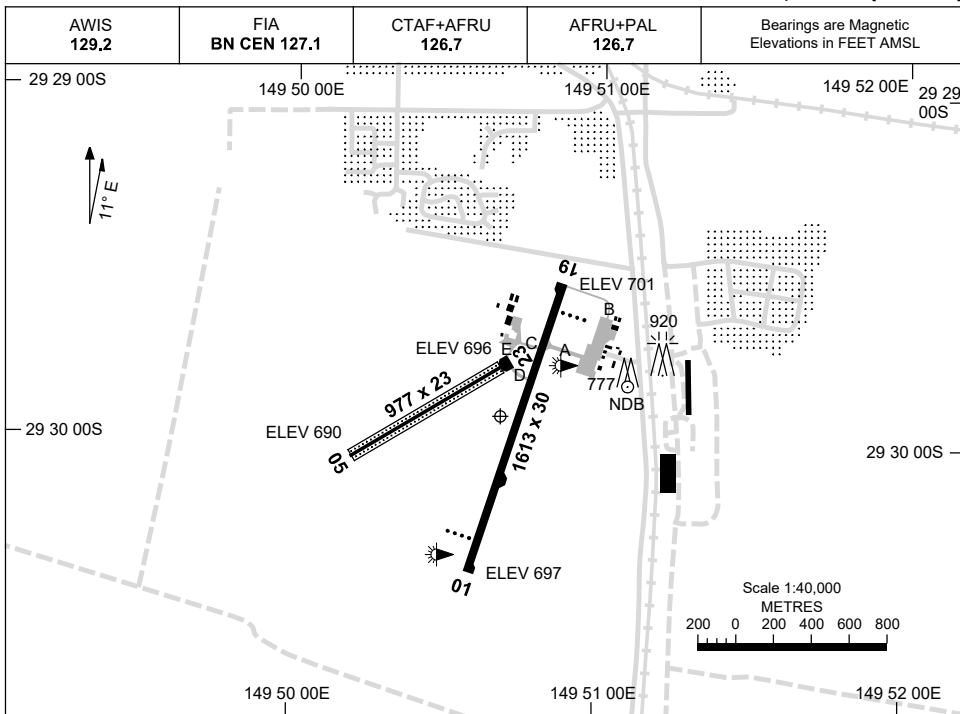 AWIS
129.2
FIA
BN CEN 127.1
CTAF+AFRU
126.7
AFRU+PAL
126.7
Bearings are Magnetic
Elevations in FEET AMSL
29 29 00S
149 50 00E
149 51 00E
149 52 00E
29 29
00S
11° E
19
ELEV 701
B
920
ELEV 696
E
23
C
A
D
777
NDB
977 x 23
ELEV 690
05
1613 x 30
29 30 00S
29 30 00S
01
ELEV 697
Scale 1:40,000
METRES
200 0 200 400 600 800
149 50 00E
149 51 00E
149 52 00E